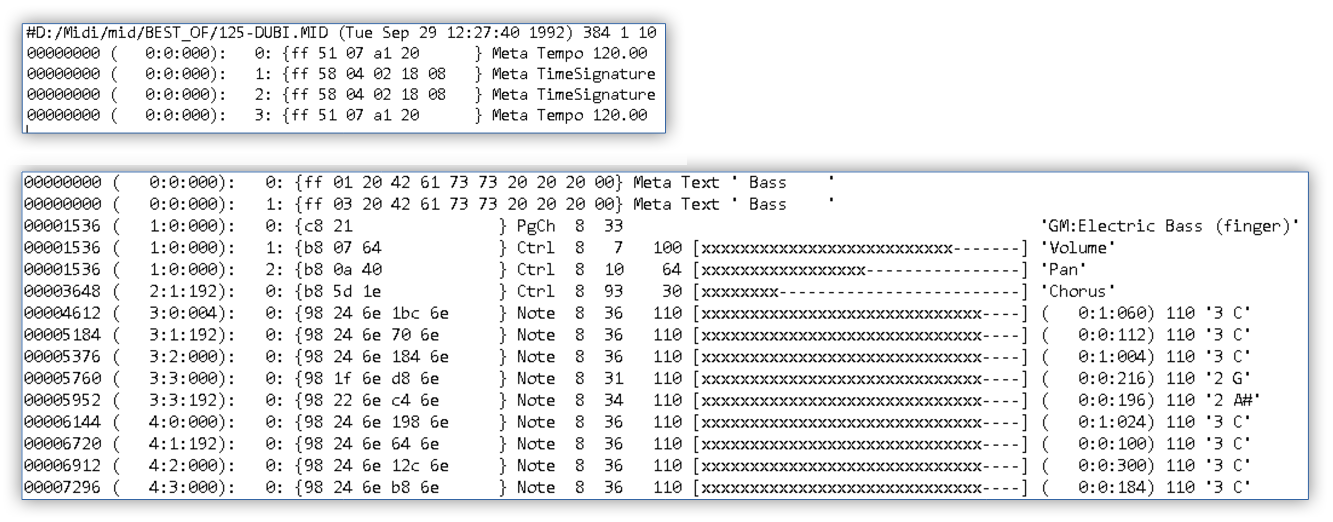 #D:/Midi/mid/BEST_OF/125-DUBI.MID (Tue Sep 29 12:27:40 1992) 384 1 10
00000000 (   0:0:000):   0: {ff 51 07 a1 20      } Meta Tempo 120.00
00000000 (   0:0:000):   1: {ff 58 04 02 18 08   } Meta TimeSignature
00000000 (   0:0:000):   2: {ff 58 04 02 18 08   } Meta TimeSignature
00000000 (   0:0:000):   3: {ff 51 07 a1 20      } Meta Tempo 120.00
00000000 (   0:0:000):   0: {ff 01 20 42 61 73 73 20 20 20 00} Meta Text ' Bass    '
00000000 (   0:0:000):   1: {ff 03 20 42 61 73 73 20 20 20 00} Meta Text ' Bass    '
00001536 (   1:0:000):   0: {c8 21               } PgCh  8  33                                          'GM:Electric Bass (finger)'
00001536 (   1:0:000):   1: {b8 07 64            } Ctrl  8   7   100 [xxxxxxxxxxxxxxxxxxxxxxxxx-------] 'Volume'
00001536 (   1:0:000):   2: {b8 0a 40            } Ctrl  8  10    64 [xxxxxxxxxxxxxxxx----------------] 'Pan'
00003648 (   2:1:192):   0: {b8 5d 1e            } Ctrl  8  93    30 [xxxxxxxx------------------------] 'Chorus'
00004612 (   3:0:004):   0: {98 24 6e 1bc 6e     } Note  8  36   110 [xxxxxxxxxxxxxxxxxxxxxxxxxxxx----] (   0:1:060) 110 '3 C'
00005184 (   3:1:192):   0: {98 24 6e 70 6e      } Note  8  36   110 [xxxxxxxxxxxxxxxxxxxxxxxxxxxx----] (   0:0:112) 110 '3 C'
00005376 (   3:2:000):   0: {98 24 6e 184 6e     } Note  8  36   110 [xxxxxxxxxxxxxxxxxxxxxxxxxxxx----] (   0:1:004) 110 '3 C'
00005760 (   3:3:000):   0: {98 1f 6e d8 6e      } Note  8  31   110 [xxxxxxxxxxxxxxxxxxxxxxxxxxxx----] (   0:0:216) 110 '2 G'
00005952 (   3:3:192):   0: {98 22 6e c4 6e      } Note  8  34   110 [xxxxxxxxxxxxxxxxxxxxxxxxxxxx----] (   0:0:196) 110 '2 A#'
00006144 (   4:0:000):   0: {98 24 6e 198 6e     } Note  8  36   110 [xxxxxxxxxxxxxxxxxxxxxxxxxxxx----] (   0:1:024) 110 '3 C'
00006720 (   4:1:192):   0: {98 24 6e 64 6e      } Note  8  36   110 [xxxxxxxxxxxxxxxxxxxxxxxxxxxx----] (   0:0:100) 110 '3 C'
00006912 (   4:2:000):   0: {98 24 6e 12c 6e     } Note  8  36   110 [xxxxxxxxxxxxxxxxxxxxxxxxxxxx----] (   0:0:300) 110 '3 C'
00007296 (   4:3:000):   0: {98 24 6e b8 6e      } Note  8  36   110 [xxxxxxxxxxxxxxxxxxxxxxxxxxxx----] (   0:0:184) 110 '3 C'